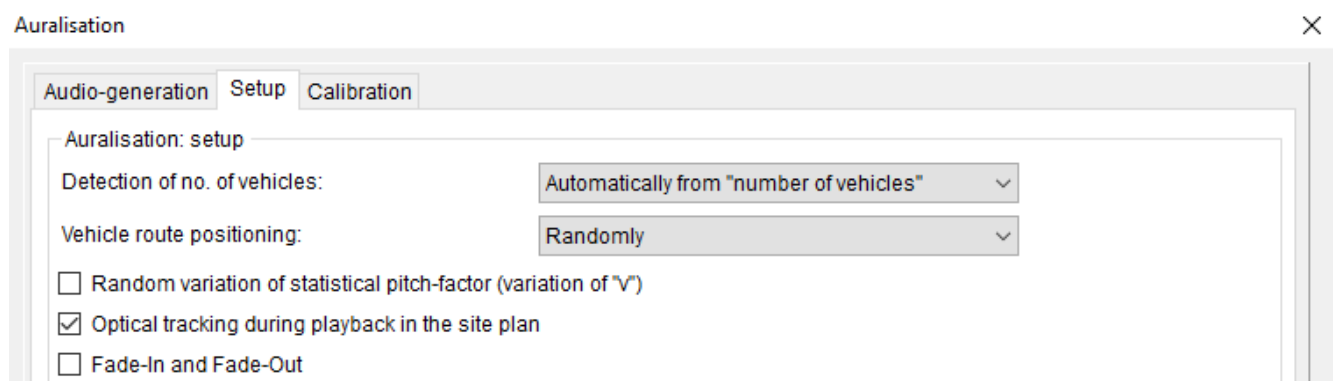 Auralisation
Audio-generation Setup Calibration
Auralisation: setup
Detection of no. of vehicles: Automatically from "number of vehicles"
Vehicle route positioning: Randomly
Random variation of statistical pitch-factor (variation of "v")
Optical tracking during playback in the site plan
Fade-In and Fade-Out